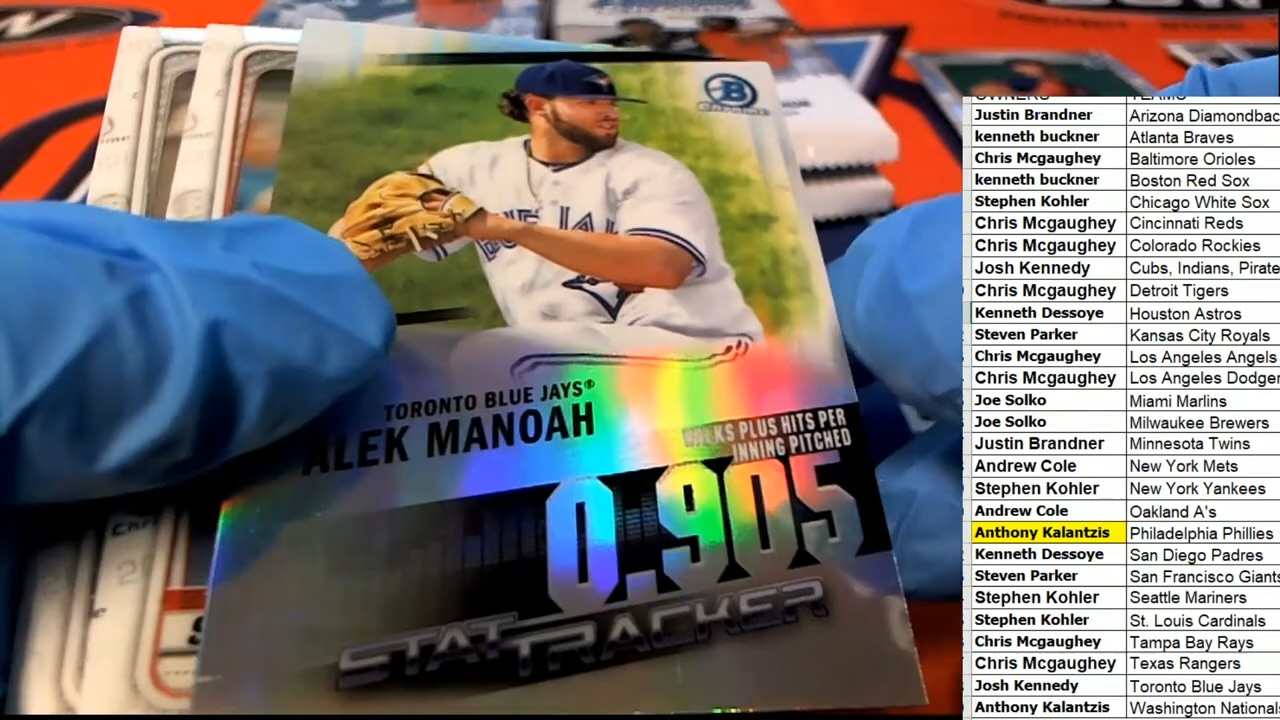 B
CHROME
TORONTO BLUE JAYS®
ALEK MANOAH
WALKS PLUS HITS PER
INNING PITCHED
0.905
STAT TRACKER
OWNERS TEAMS
Justin Brandner Arizona Diamondbac
kenneth buckner Atlanta Braves
Chris Mcgaughey Baltimore Orioles
kenneth buckner Boston Red Sox
Stephen Kohler Chicago White Sox
Chris Mcgaughey Cincinnati Reds
Chris Mcgaughey Colorado Rockies
Josh Kennedy Cubs, Indians, Pirate
Chris Mcgaughey Detroit Tigers
Kenneth Dessoye Houston Astros
Steven Parker Kansas City Royals
Chris Mcgaughey Los Angeles Angels
Chris Mcgaughey Los Angeles Dodger
Joe Solko Miami Marlins
Joe Solko Milwaukee Brewers
Justin Brandner Minnesota Twins
Andrew Cole New York Mets
Stephen Kohler New York Yankees
Andrew Cole Oakland A's
Anthony Kalantzis Philadelphia Phillies
Kenneth Dessoye San Diego Padres
Steven Parker San Francisco Giants
Stephen Kohler Seattle Mariners
Stephen Kohler St. Louis Cardinals
Chris Mcgaughey Tampa Bay Rays
Chris Mcgaughey Texas Rangers
Josh Kennedy Toronto Blue Jays
Anthony Kalantzis Washington National